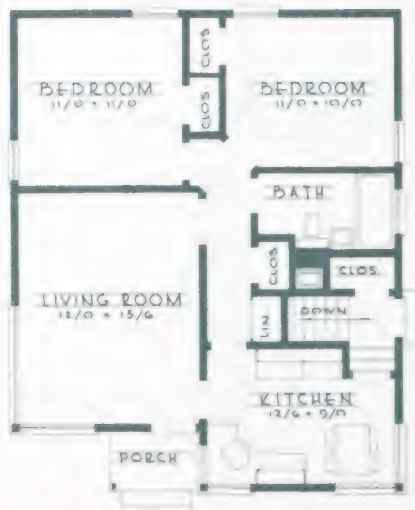 CLOS
BEDROOM
11/0 × 11/0
BEDROOM
11/0 × 10/0
CLOS
BATH
CLOS
CLOS.
LIVING ROOM
12/0 × 15/6
DOWN
KITCHEN
12/6 × 9/0
PORCH